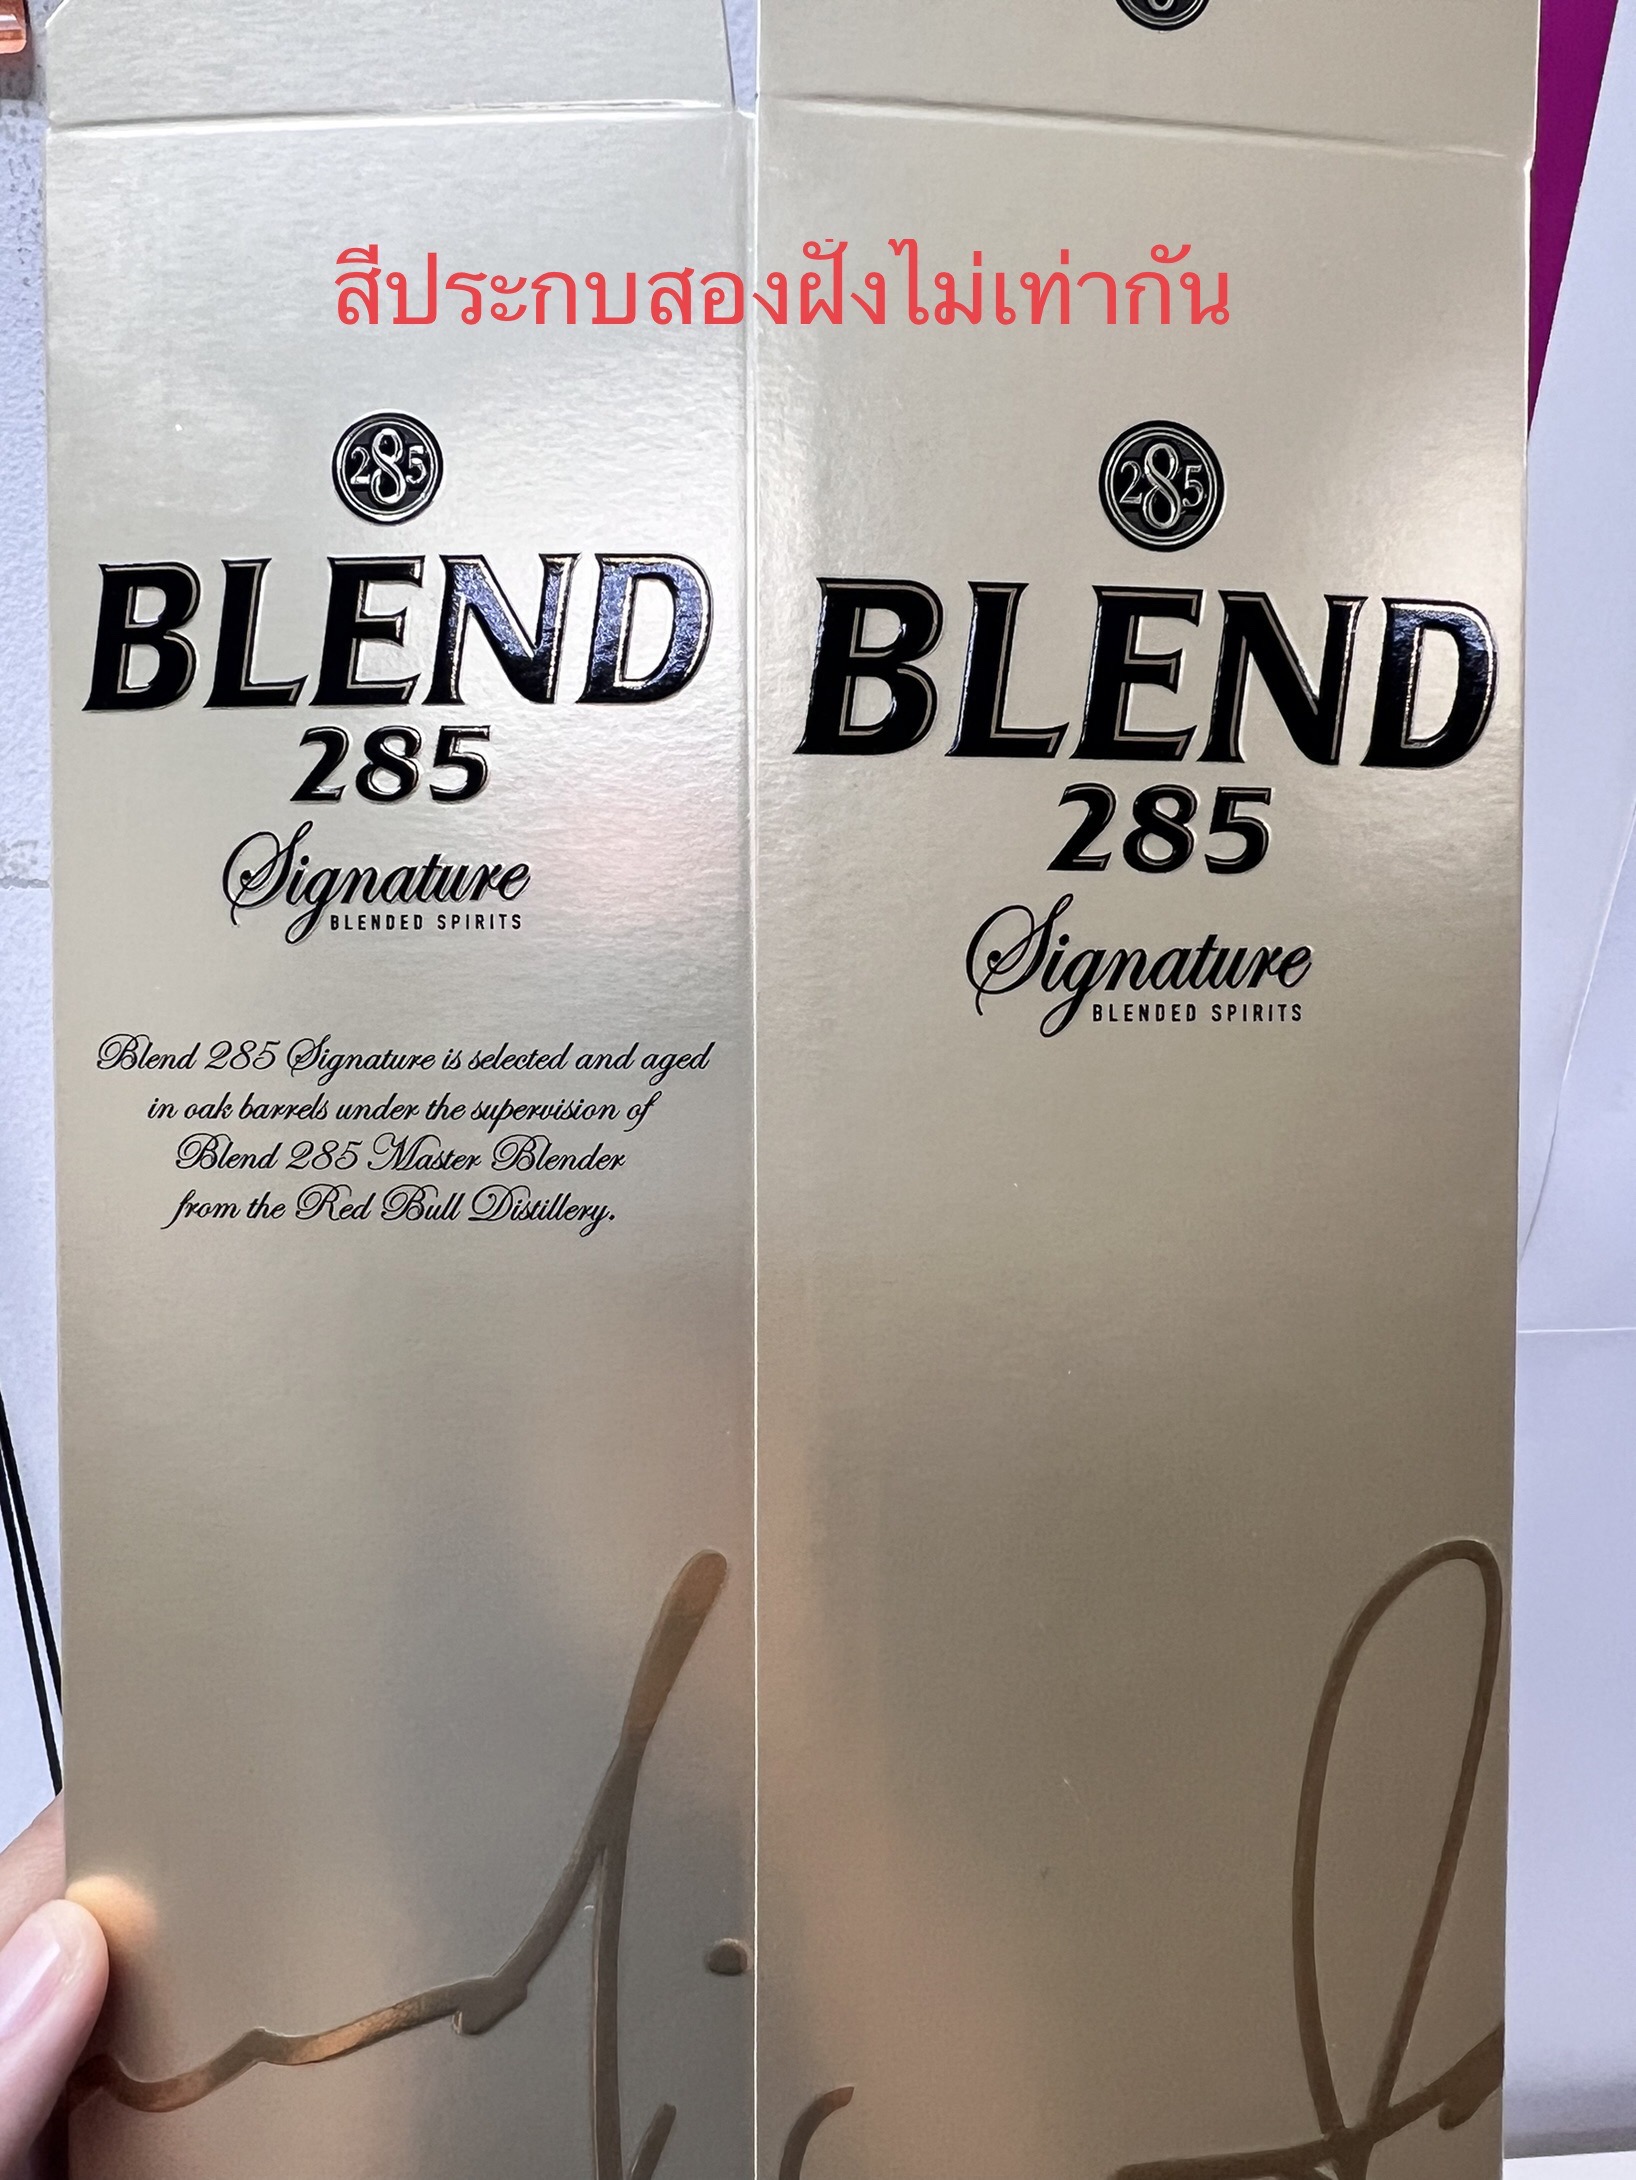 สีประกบสองฝั่งไม่เท่ากัน
285
BLEND
285
Signature
BLENDED SPIRITS
Blend 285 Signature is selected and aged
in oak barrels under the supervision of
Blend 285 Master Blender
from the Red Bull Distillery.
285
BLEND
285
Signature
BLENDED SPIRITS